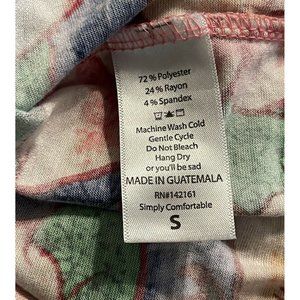 72 % Polyester
24 % Rayon
4 % Spandex
Machine Wash Cold
Gentle Cycle
Do Not Bleach
Hang Dry
or you'll be sad
MADE IN GUATEMALA
RN#142161
Simply Comfortable
S